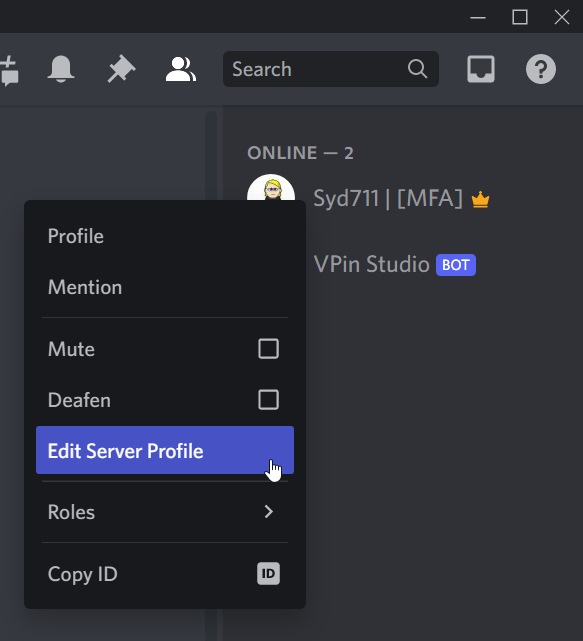 Search
?
ONLINE — 2
Syd711 | [MFA]
VPin Studio BOT
Profile
Mention
Mute
Deafen
Edit Server Profile
Roles
Copy ID ID